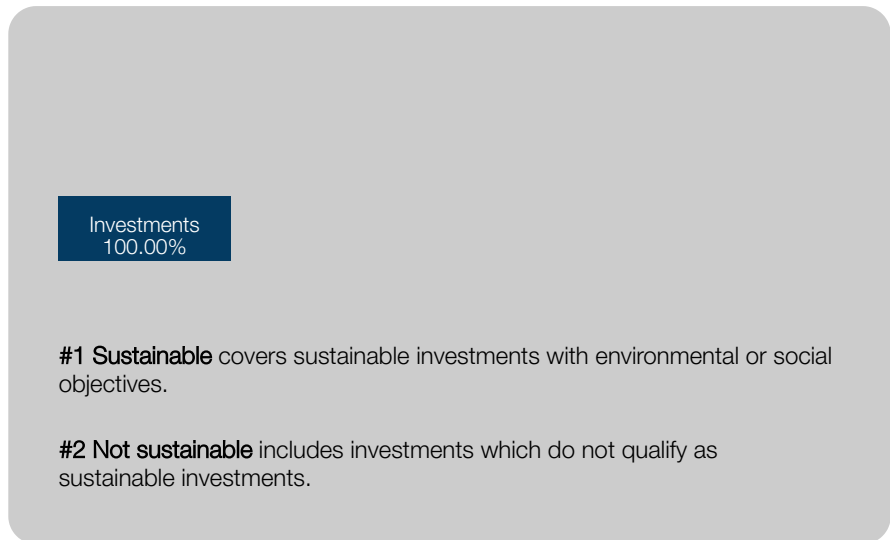 Investments
100.00%
#1 Sustainable covers sustainable investments with environmental or social
objectives.
#2 Not sustainable includes investments which do not qualify as
sustainable investments.